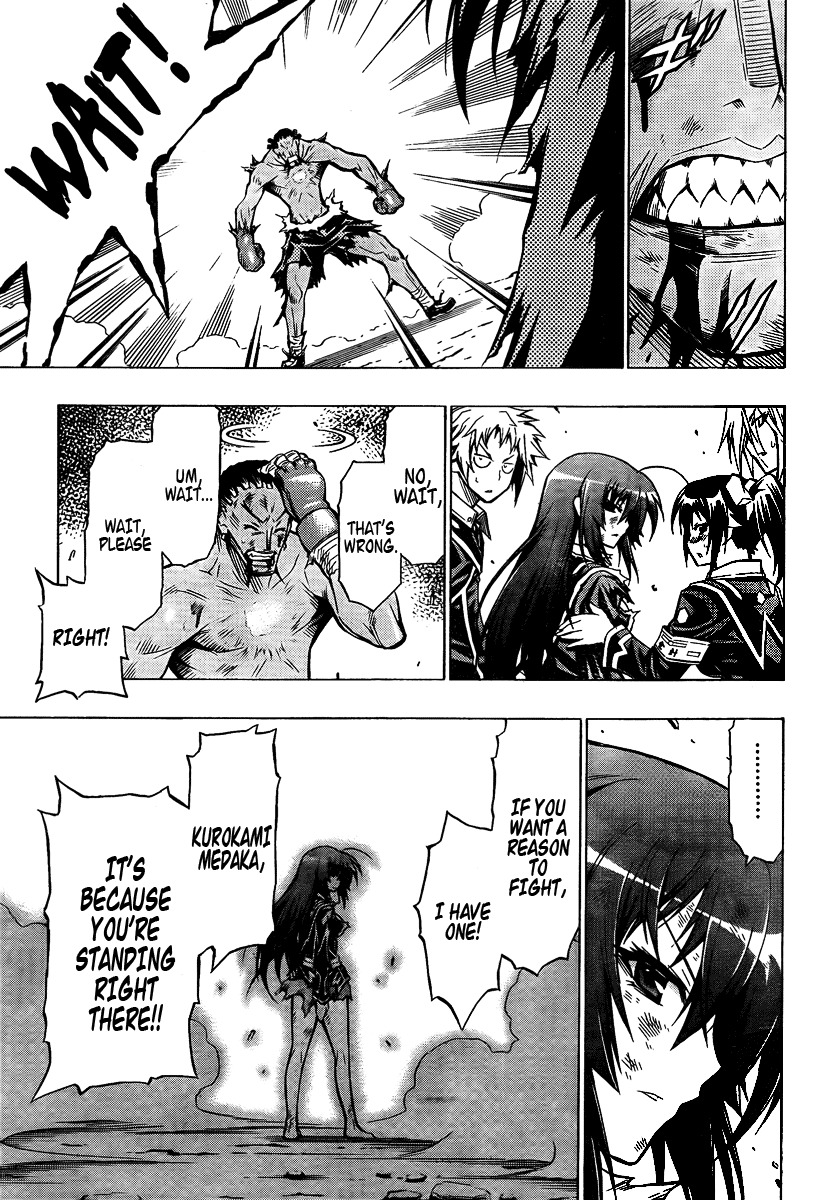 WAIT!
NO,
WAIT,
THAT'S
WRONG.
UM,
WAIT...
WAIT,
PLEASE
RIGHT!
..........
IF YOU
WANT A
REASON
TO
FIGHT,
I HAVE
ONE!
KUROKAMI
MEDAKA,
IT'S
BECAUSE
YOU'RE
STANDING
RIGHT
THERE!!